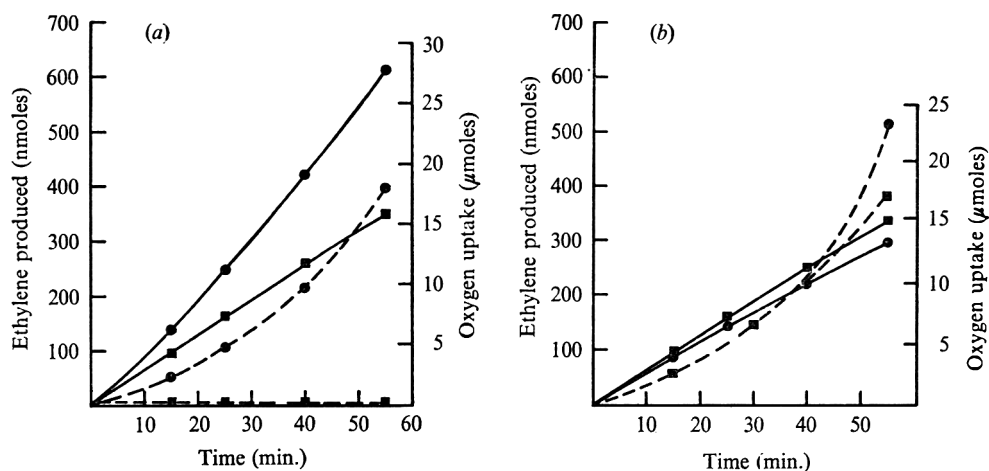 (a)
Ethylene produced (nmoles)
700
600
500
400
300
200
100
Oxygen uptake (μmoles)
30
25
20
15
10
5
10 20 30 40 50 60
Time (min.)
(b)
Ethylene produced (nmoles)
700
600
500
400
300
200
100
Oxygen uptake (μmoles)
25
20
15
10
5
10 20 30 40 50
Time (min.)